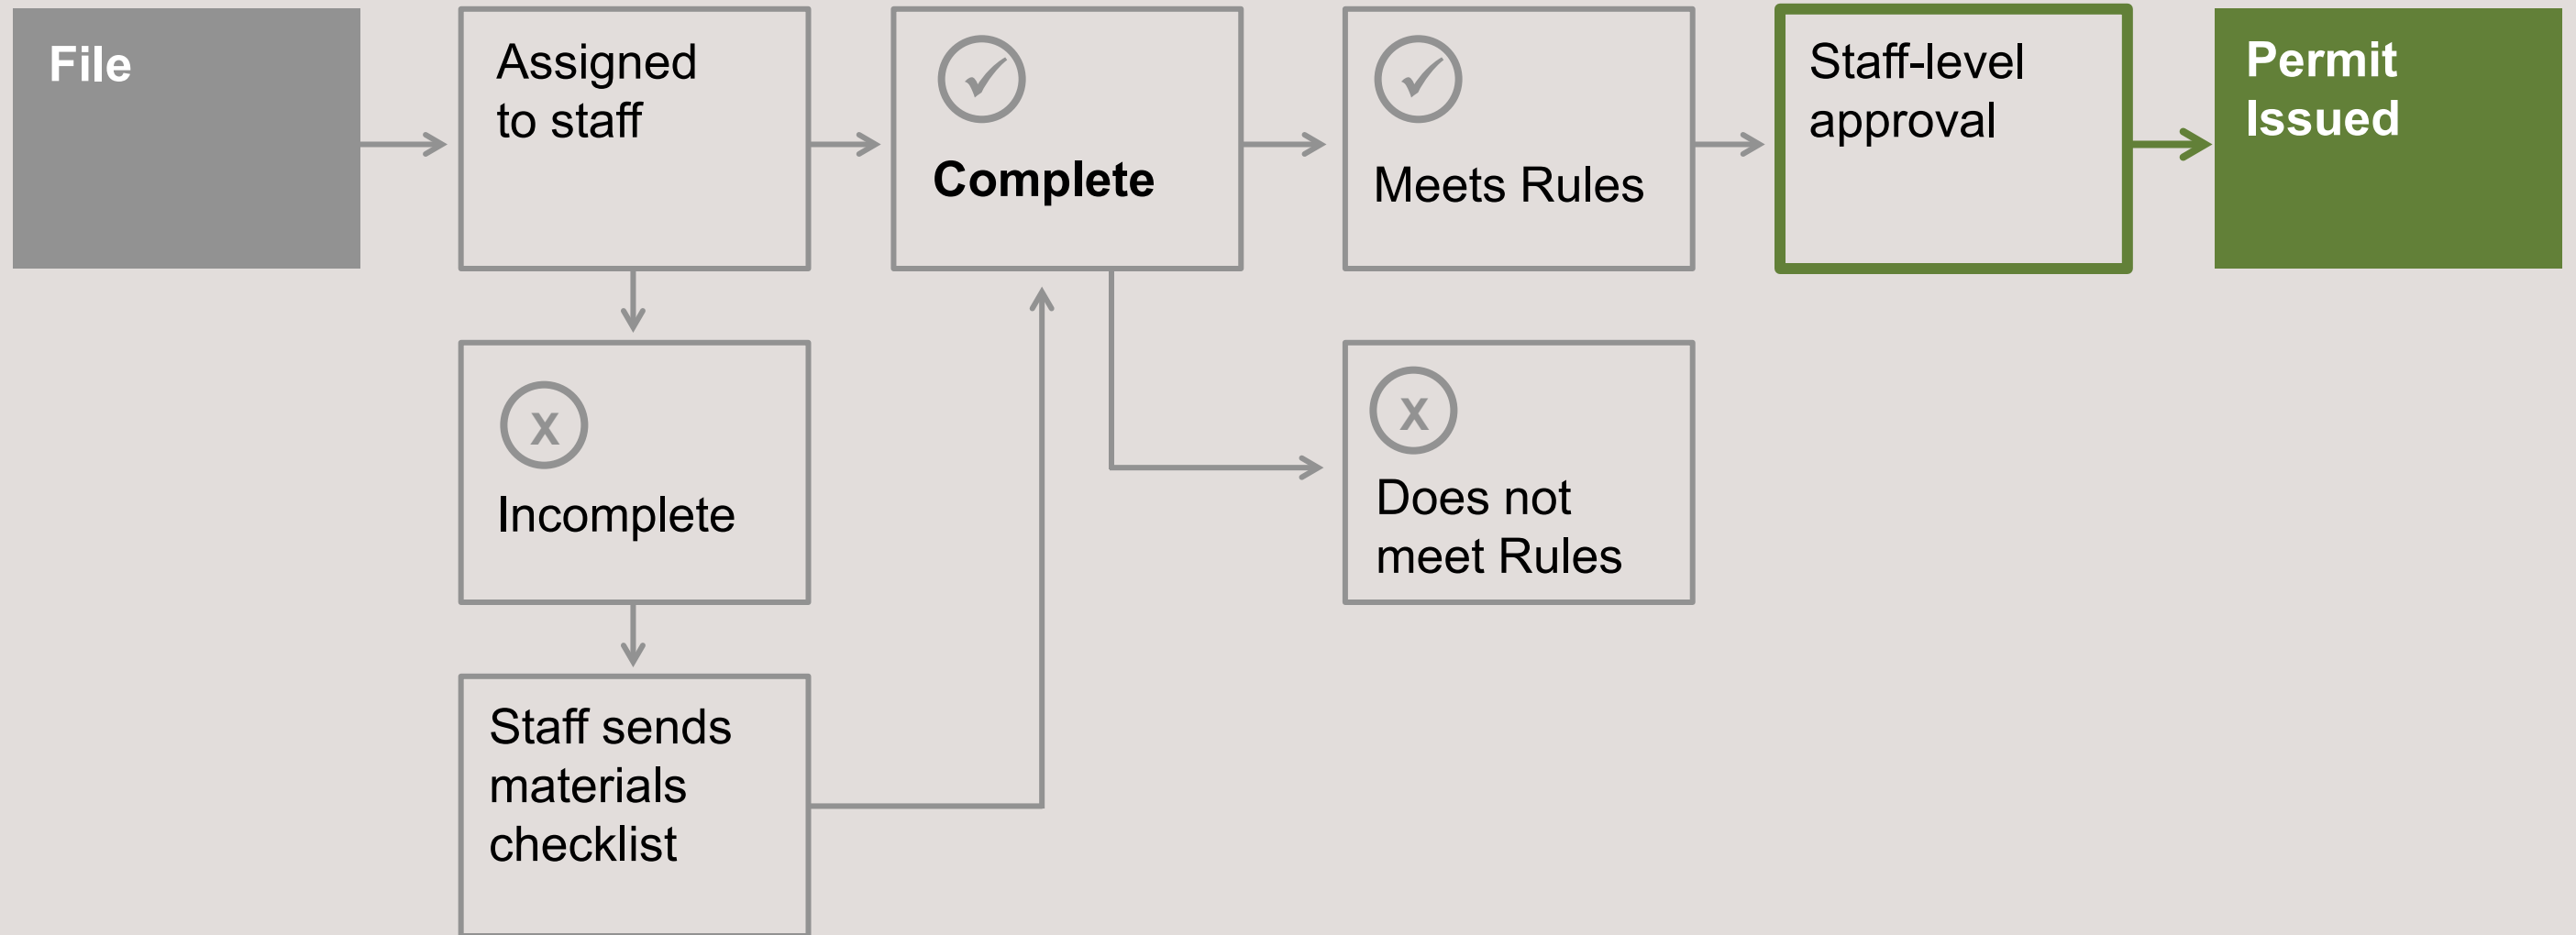 File
Assigned
to staff
✓
Complete
✓
Meets Rules
Staff-level
approval
Permit
Issued
x
Incomplete
x
Does not
meet Rules
Staff sends
materials
checklist